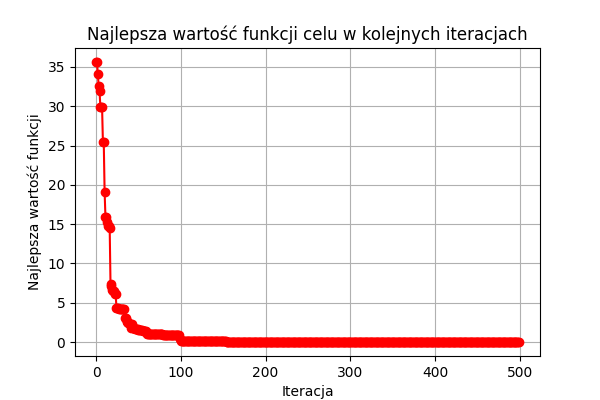 Najlepsza wartość funkcji celu w kolejnych iteracjach
35
30
25
20
15
10
5
0
Najlepsza wartość funkcji
0 100 200 300 400 500
Iteracja